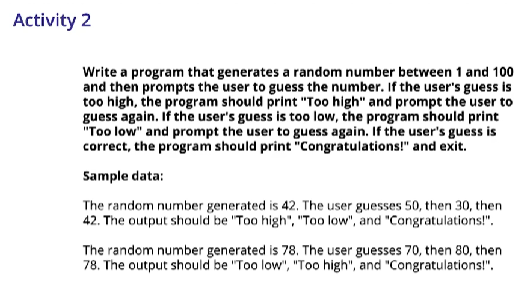 Activity 2
Write a program that generates a random number between 1 and 100
and then prompts the user to guess the number. If the user's guess is
too high, the program should print "Too high" and prompt the user to
guess again. If the user's guess is too low, the program should print
"Too low" and prompt the user to guess again. If the user's guess is
correct, the program should print "Congratulations!" and exit.
Sample data:
The random number generated is 42. The user guesses 50, then 30, then
42. The output should be "Too high", "Too low", and "Congratulations!".
The random number generated is 78. The user guesses 70, then 80, then
78. The output should be "Too low", "Too high", and "Congratulations!".